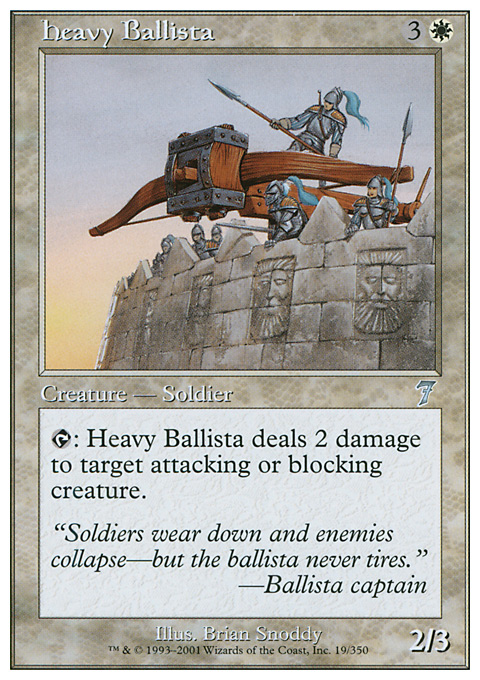 Heavy Ballista 3
Creature — Soldier 7
: Heavy Ballista deals 2 damage
to target attacking or blocking
creature.
“Soldiers wear down and enemies
collapse—but the ballista never tires.”
—Ballista captain
Illus. Brian Snoddy
™ & © 1993–2001 Wizards of the Coast, Inc. 19/350
2/3